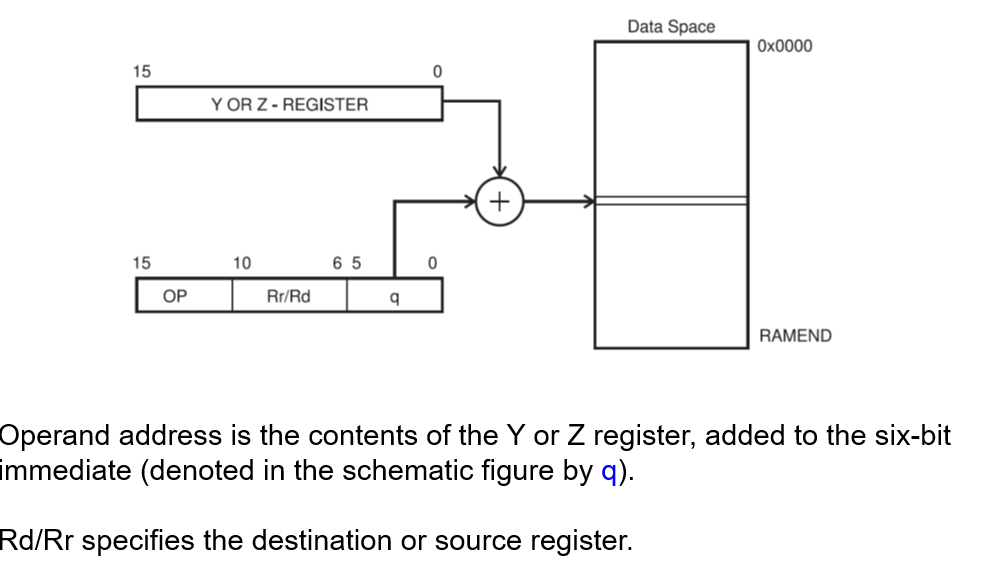 Data Space
0x0000
15 0
Y OR Z - REGISTER
+
15 10 6 5 0
OP Rr/Rd q
RAMEND
Operand address is the contents of the Y or Z register, added to the six-bit
immediate (denoted in the schematic figure by q).
Rd/Rr specifies the destination or source register.